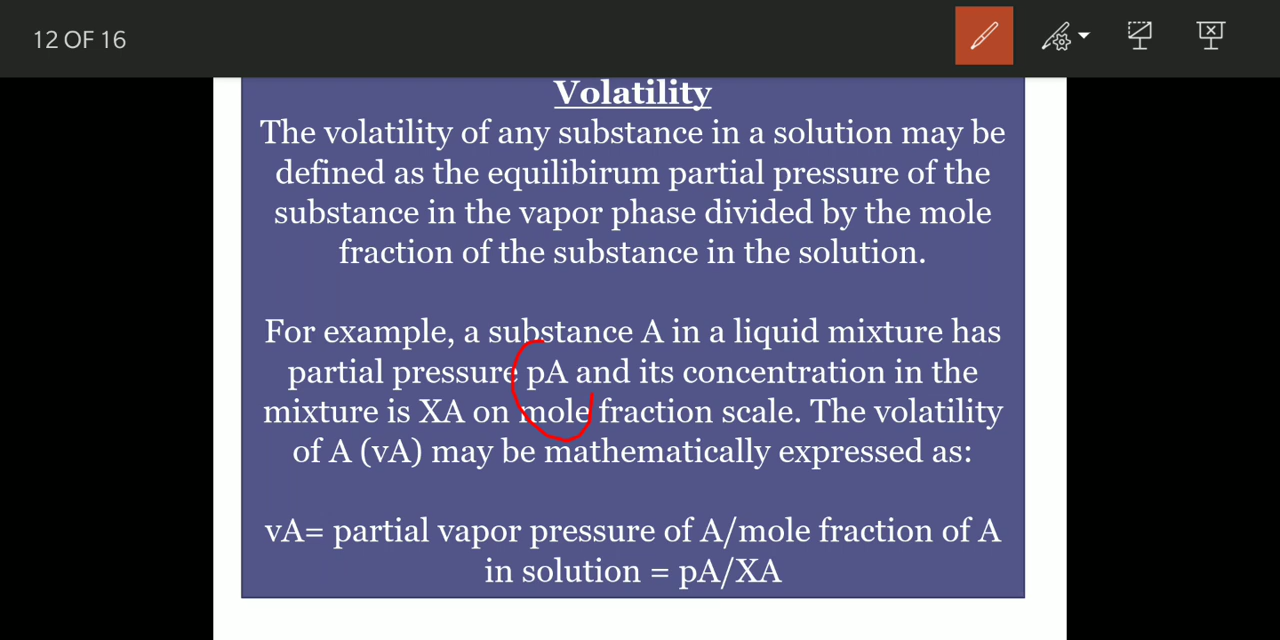 12 OF 16
Volatility
The volatility of any substance in a solution may be
defined as the equilibirum partial pressure of the
substance in the vapor phase divided by the mole
fraction of the substance in the solution.
For example, a substance A in a liquid mixture has
partial pressure pA and its concentration in the
mixture is XA on mole fraction scale. The volatility
of A (vA) may be mathematically expressed as:
vA= partial vapor pressure of A/mole fraction of A
in solution = pA/XA